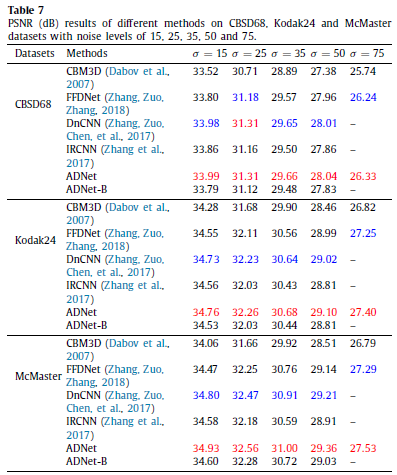 Table 7
PSNR (dB) results of different methods on CBSD68, Kodak24 and McMaster
datasets with noise levels of 15, 25, 35, 50 and 75.
Datasets Methods σ = 15 σ = 25 σ = 35 σ = 50 σ = 75
CBSD68
CBM3D (Dabov et al., 33.52 30.71 28.89 27.38 25.74
2007)
FFDNet (Zhang, Zuo, 33.80 31.18 29.57 27.96 26.24
Zhang, 2018)
DnCNN (Zhang, Zuo, 33.98 31.31 29.65 28.01 –
Chen, et al., 2017)
IRCNN (Zhang et al., 33.86 31.16 29.50 27.86 –
2017)
ADNet 33.99 31.31 29.66 28.04 26.33
ADNet-B 33.79 31.12 29.48 27.83 –
Kodak24
CBM3D (Dabov et al., 34.28 31.68 29.90 28.46 26.82
2007)
FFDNet (Zhang, Zuo, 34.55 32.11 30.56 28.99 27.25
Zhang, 2018)
DnCNN (Zhang, Zuo, 34.73 32.23 30.64 29.02 –
Chen, et al., 2017)
IRCNN (Zhang et al., 34.56 32.03 30.43 28.81 –
2017)
ADNet 34.76 32.26 30.68 29.10 27.40
ADNet-B 34.53 32.03 30.44 28.81 –
McMaster
CBM3D (Dabov et al., 34.06 31.66 29.92 28.51 26.79
2007)
FFDNet (Zhang, Zuo, 34.47 32.25 30.76 29.14 27.29
Zhang, 2018)
DnCNN (Zhang, Zuo, 34.80 32.47 30.91 29.21 –
Chen, et al., 2017)
IRCNN (Zhang et al., 34.58 32.18 30.59 28.91 –
2017)
ADNet 34.93 32.56 31.00 29.36 27.53
ADNet-B 34.60 32.28 30.72 29.03 –